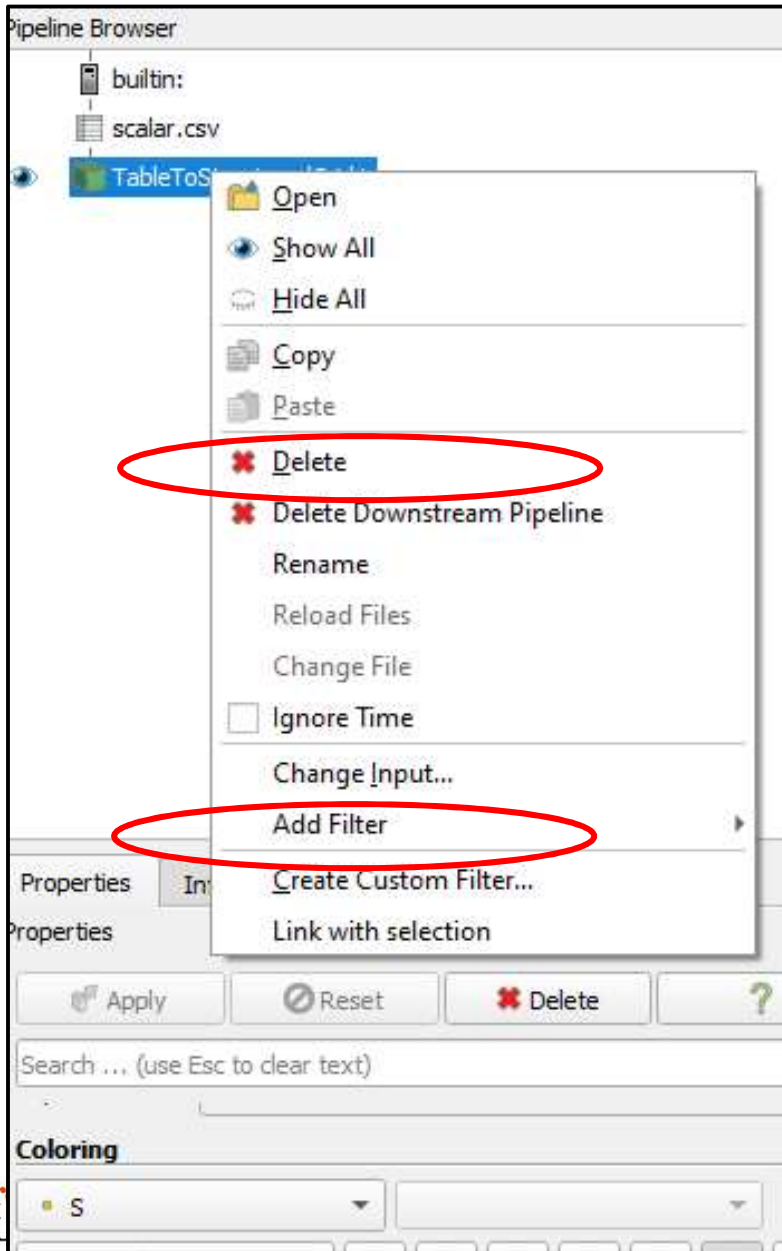 Pipeline Browser
builtin:
scalar.csv
Open
Show All
Hide All
Copy
Paste
Delete
Delete Downstream Pipeline
Rename
Reload Files
Change File
Ignore Time
Change Input...
Add Filter
Properties
Create Custom Filter...
Properties
Link with selection
Apply
Reset
Delete
?
Search ... (use Esc to clear text)
Coloring
S